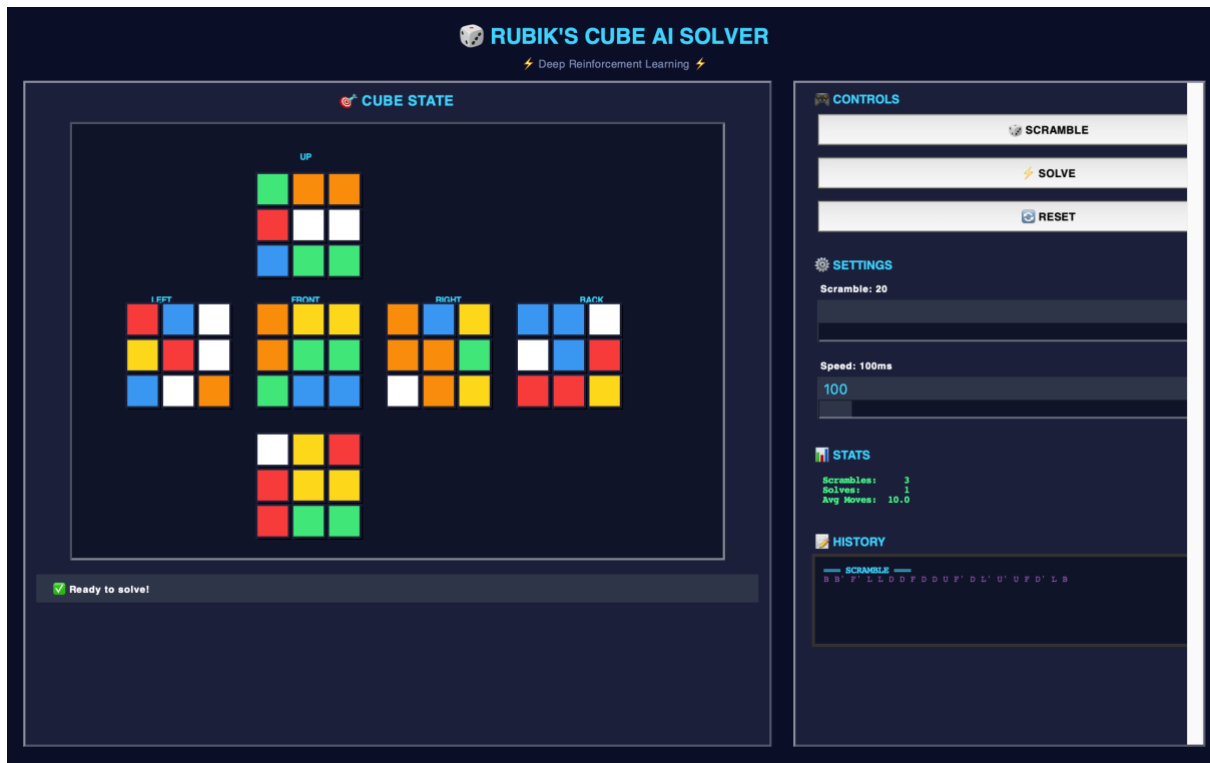 RUBIK'S CUBE AI SOLVER
⚡ Deep Reinforcement Learning ⚡
CUBE STATE
UP
LEFT FRONT RIGHT BACK
Ready to solve!
CONTROLS
SCRAMBLE
SOLVE
RESET
SETTINGS
Scramble: 20
Speed: 100ms
100
STATS
Scrambles: 3
Solves: 1
Avg Moves: 10.0
HISTORY
═══ SCRAMBLE ═══
B B' F' L L D D F D D U F' D L' U' U F D' L B